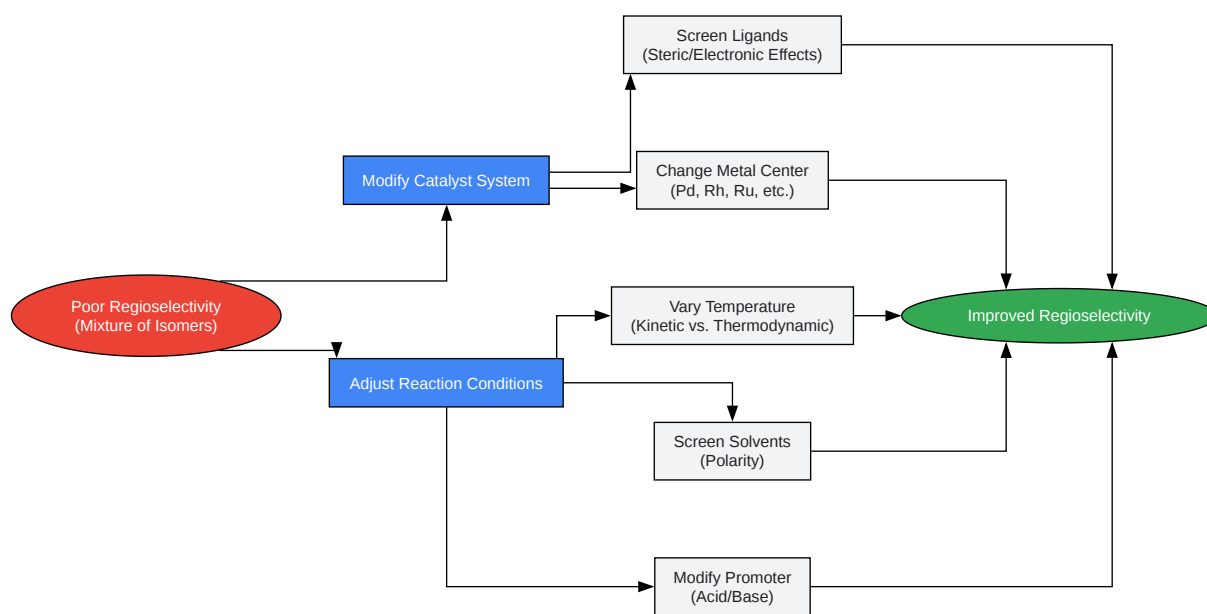 Screen Ligands
(Steric/Electronic Effects)
Modify Catalyst System
Change Metal Center
(Pd, Rh, Ru, etc.)
Poor Regioselectivity
(Mixture of Isomers)
Vary Temperature
(Kinetic vs. Thermodynamic)
Improved Regioselectivity
Adjust Reaction Conditions
Screen Solvents
(Polarity)
Modify Promoter
(Acid/Base)